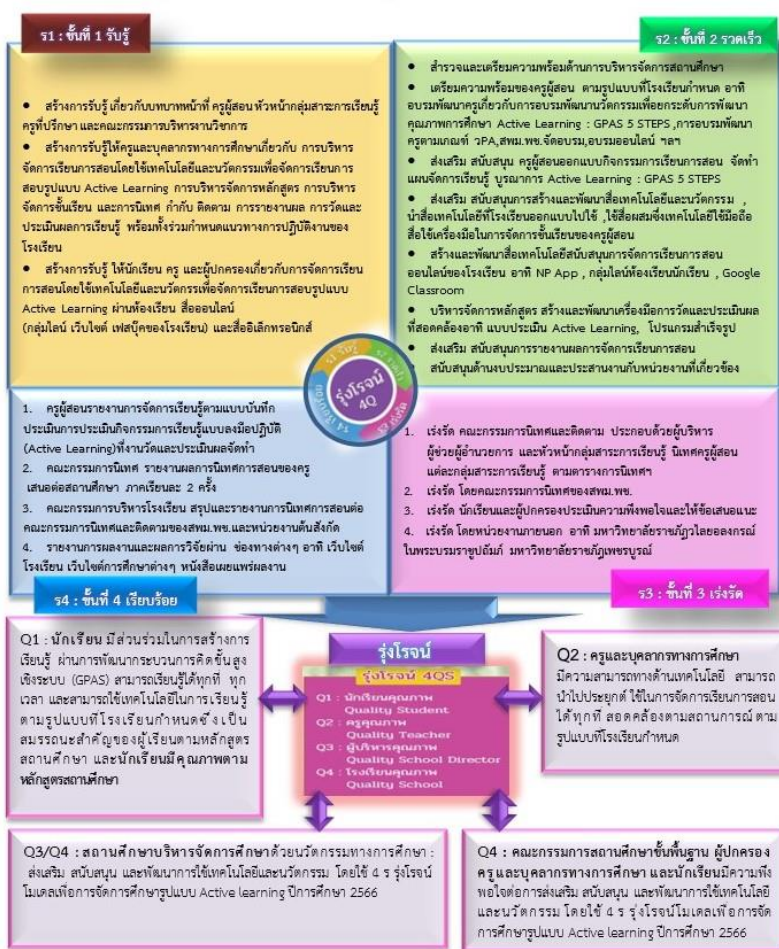 ร1 : ขั้นที่ 1 รับรู้
• สร้างการรับรู้ เกี่ยวกับบทบาทหน้าที่ ครูผู้สอน หัวหน้ากลุ่มสาระการเรียนรู้
ครูที่ปรึกษา และคณะกรรมการบริหารงานวิชาการ
• สร้างการรับรู้ให้ครูและบุคลากรทางการศึกษาเกี่ยวกับ การบริหาร
จัดการเรียนการสอนโดยใช้เทคโนโลยีและนวัตกรรมเพื่อจัดการเรียนการ
สอบรูปแบบ Active Learning การบริหารจัดการหลักสูตร การบริหาร
จัดการชั้นเรียน และการนิเทศ กำกับ ติดตาม การรายงานผล การวัดและ
ประเมินผลการเรียนรู้ พร้อมทั้งร่วมกำหนดแนวทางการปฏิบัติงานของ
โรงเรียน
• สร้างการรับรู้ ให้นักเรียน ครู และผู้ปกครองเกี่ยวกับการจัดการเรียน
การสอนโดยใช้เทคโนโลยีและนวัตกรรมเพื่อจัดการเรียนการสอบรูปแบบ
Active Learning ผ่านห้องเรียน สื่อออนไลน์
(กลุ่มไลน์ เว็บไซต์ เฟสบุ๊คของโรงเรียน) และสื่ออิเล็กทรอนิกส์
ร2 : ขั้นที่ 2 รวดเร็ว
• สำรวจและเตรียมความพร้อมด้านการบริหารจัดการสถานศึกษา
• เตรียมความพร้อมของครูผู้สอน ตามรูปแบบที่โรงเรียนกำหนด อาทิ
อบรมพัฒนาครูเกี่ยวกับการอบรมพัฒนานวัตกรรมเพื่อยกระดับการพัฒนา
คุณภาพการศึกษา Active Learning : GPAS 5 STEPS ,การอบรมพัฒนา
ครูตามเกณฑ์ วPA,สพม.พช.จัดอบรม,อบรมออนไลน์ ฯลฯ
• ส่งเสริม สนับสนุน ครูผู้สอนออกแบบกิจกรรมการเรียนการสอน จัดทำ
แผนจัดการเรียนรู้ บูรณาการ Active Learning : GPAS 5 STEPS
• ส่งเสริม สนับสนุนการสร้างและพัฒนาสื่อเทคโนโลยีและนวัตกรรม ,
นำสื่อเทคโนโลยีที่โรงเรียนออกแบบไปใช้ ,ใช้สื่อผสมซึ่งเทคโนโลยีใช้มือถือ
สื่อใช้เครื่องมือในการจัดการชั้นเรียนของครูผู้สอน
• สร้างและพัฒนาสื่อเทคโนโลยีสนับสนุนการจัดการเรียนการสอน
ออนไลน์ของโรงเรียน อาทิ NP App , กลุ่มไลน์ห้องเรียนนักเรียน , Google
Classroom
• บริหารจัดการหลักสูตร สร้างและพัฒนาเครื่องมือการวัดและประเมินผล
ที่สอดคล้องอาทิ แบบประเมิน Active Learning, โปรแกรมสำเร็จรูป
• ส่งเสริม สนับสนุนการรายงานผลการจัดการเรียนการสอน
• สนับสนุนด้านงบประมาณและประสานงานกับหน่วยงานที่เกี่ยวข้อง
ร1 รับรู้
ร3 เร่งรัด
รุ่งโรจน์
4Q
1. ครูผู้สอนรายงานการจัดการเรียนรู้ตามแบบบันทึก
ประเมินการประเมินกิจกรรมการเรียนรู้แบบลงมือปฏิบัติ
(Active Learning)ที่งานวัดและประเมินผลจัดทำ
2. คณะกรรมการนิเทศ รายงานผลการนิเทศการสอนของครู
เสนอต่อสถานศึกษา ภาคเรียนละ 2 ครั้ง
3. คณะกรรมการบริหารโรงเรียน สรุปและรายงานการนิเทศการสอนต่อ
คณะกรรมการนิเทศและติดตามของสพม.พช.และหน่วยงานต้นสังกัด
4. รายงานการผลงานและผลการวิจัยผ่าน ช่องทางต่างๆ อาทิ เว็บไซต์
โรงเรียน เว็บไซต์การศึกษาต่างๆ หนังสือเผยแพร่ผลงาน
ร4 : ขั้นที่ 4 เรียบร้อย
1. เร่งรัด คณะกรรมการนิเทศและติดตาม ประกอบด้วยผู้บริหาร
ผู้ช่วยผู้อำนวยการ และหัวหน้ากลุ่มสาระการเรียนรู้ นิเทศครูผู้สอน
แต่ละกลุ่มสาระการเรียนรู้ ตามตารางการนิเทศฯ
2. เร่งรัด โดยคณะกรรมการนิเทศของสพม.พช.
3. เร่งรัด นักเรียนและผู้ปกครองประเมินความพึงพอใจและให้ข้อเสนอแนะ
4. เร่งรัด โดยหน่วยงานภายนอก อาทิ มหาวิทยาลัยราชภัฏวไลยอลงกรณ์
ในพระบรมราชูปถัมภ์ มหาวิทยาลัยราชภัฏเพชรบูรณ์
ร3 : ขั้นที่ 3 เร่งรัด
Q1 : นักเรียน มีส่วนร่วมในการสร้างการ
เรียนรู้ ผ่านการพัฒนากระบวนการคิดขั้นสูง
เชิงระบบ (GPAS) สามารถเรียนรู้ได้ทุกที่ ทุก
เวลา และสามารถใช้เทคโนโลยีในการเรียนรู้
ตามรูปแบบที่โรงเรียนกำหนดซึ่งเป็น
สมรรถนะสำคัญของผู้เรียนตามหลักสูตร
สถานศึกษา และนักเรียนมีคุณภาพตาม
หลักสูตรสถานศึกษา
รุ่งโรจน์
รุ่งโรจน์ 4QS
Q1 : นักเรียนคุณภาพ
Quality Student
Q2 : ครูคุณภาพ
Quality Teacher
Q3 : ผู้บริหารคุณภาพ
Quality School Director
Q4 : โรงเรียนคุณภาพ
Quality School
Q2 : ครูและบุคลากรทางการศึกษา
มีความสามารถทางด้านเทคโนโลยี สามารถ
นำไปประยุกต์ ใช้ในการจัดการเรียนการสอน
ได้ทุกที่ สอดคล้องตามสถานการณ์ ตาม
รูปแบบที่โรงเรียนกำหนด
Q3/Q4 : สถานศึกษาบริหารจัดการศึกษาด้วยนวัตกรรมทางการศึกษา :
ส่งเสริม สนับสนุน และพัฒนาการใช้เทคโนโลยีและนวัตกรรม โดยใช้ 4 ร รุ่งโรจน์
โมเดลเพื่อการจัดการศึกษารูปแบบ Active learning ปีการศึกษา 2566
Q4 : คณะกรรมการสถานศึกษาขั้นพื้นฐาน ผู้ปกครอง
ครูและบุคลากรทางการศึกษา และนักเรียนมีความพึง
พอใจต่อการส่งเสริม สนับสนุน และพัฒนาการใช้เทคโนโลยี
และนวัตกรรม โดยใช้ 4 ร รุ่งโรจน์โมเดลเพื่อการจัด
การศึกษารูปแบบ Active learning ปีการศึกษา 2566